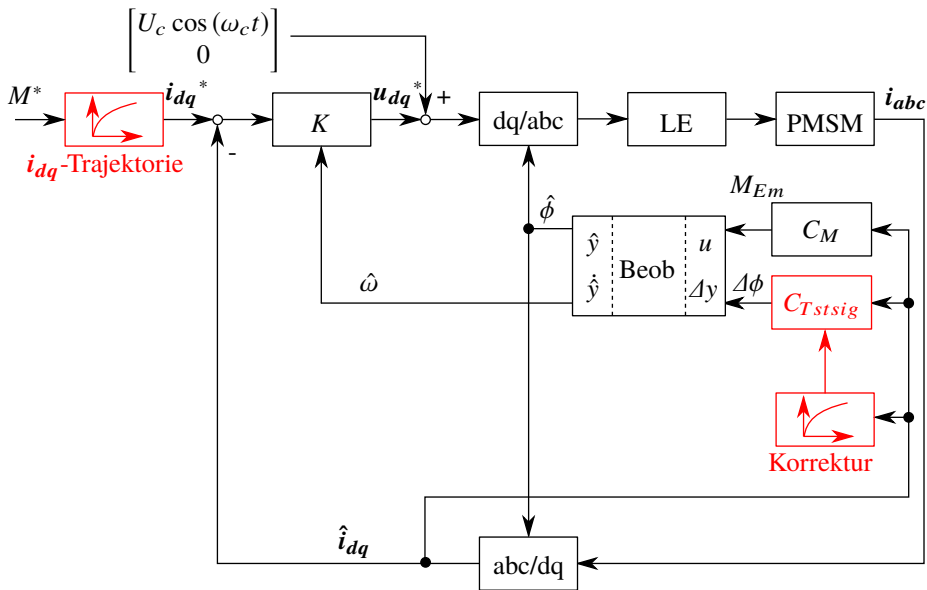 [U_c cos (ω_c t)
0]
M*
i_dq*
u_dq*
+
i_abc
K
dq/abc
LE
PMSM
-
i_dq-Trajektorie
M_Em
ϕ̂
ŷ
u
C_M
Beob
ω̂
ẏ̂
Δy
Δϕ
C_Tstsig
Korrektur
î_dq
abc/dq